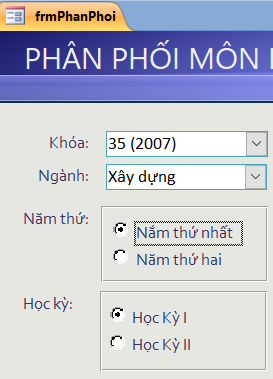 frmPhanPhoi
PHÂN PHỐI MÔN
Khóa: 35 (2007)
Ngành: Xây dựng
Năm thứ: Nắm thứ nhất
Năm thứ hai
Học kỳ: Học Kỳ I
Học Kỳ II